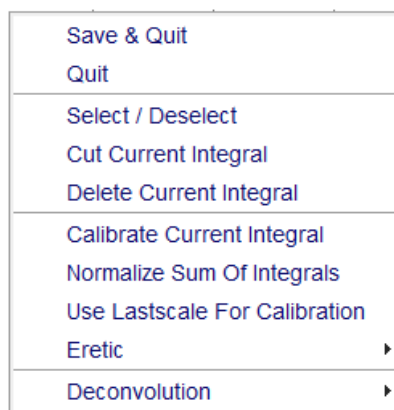 Save & Quit
Quit
Select / Deselect
Cut Current Integral
Delete Current Integral
Calibrate Current Integral
Normalize Sum Of Integrals
Use Lastscale For Calibration
Eretic
Deconvolution